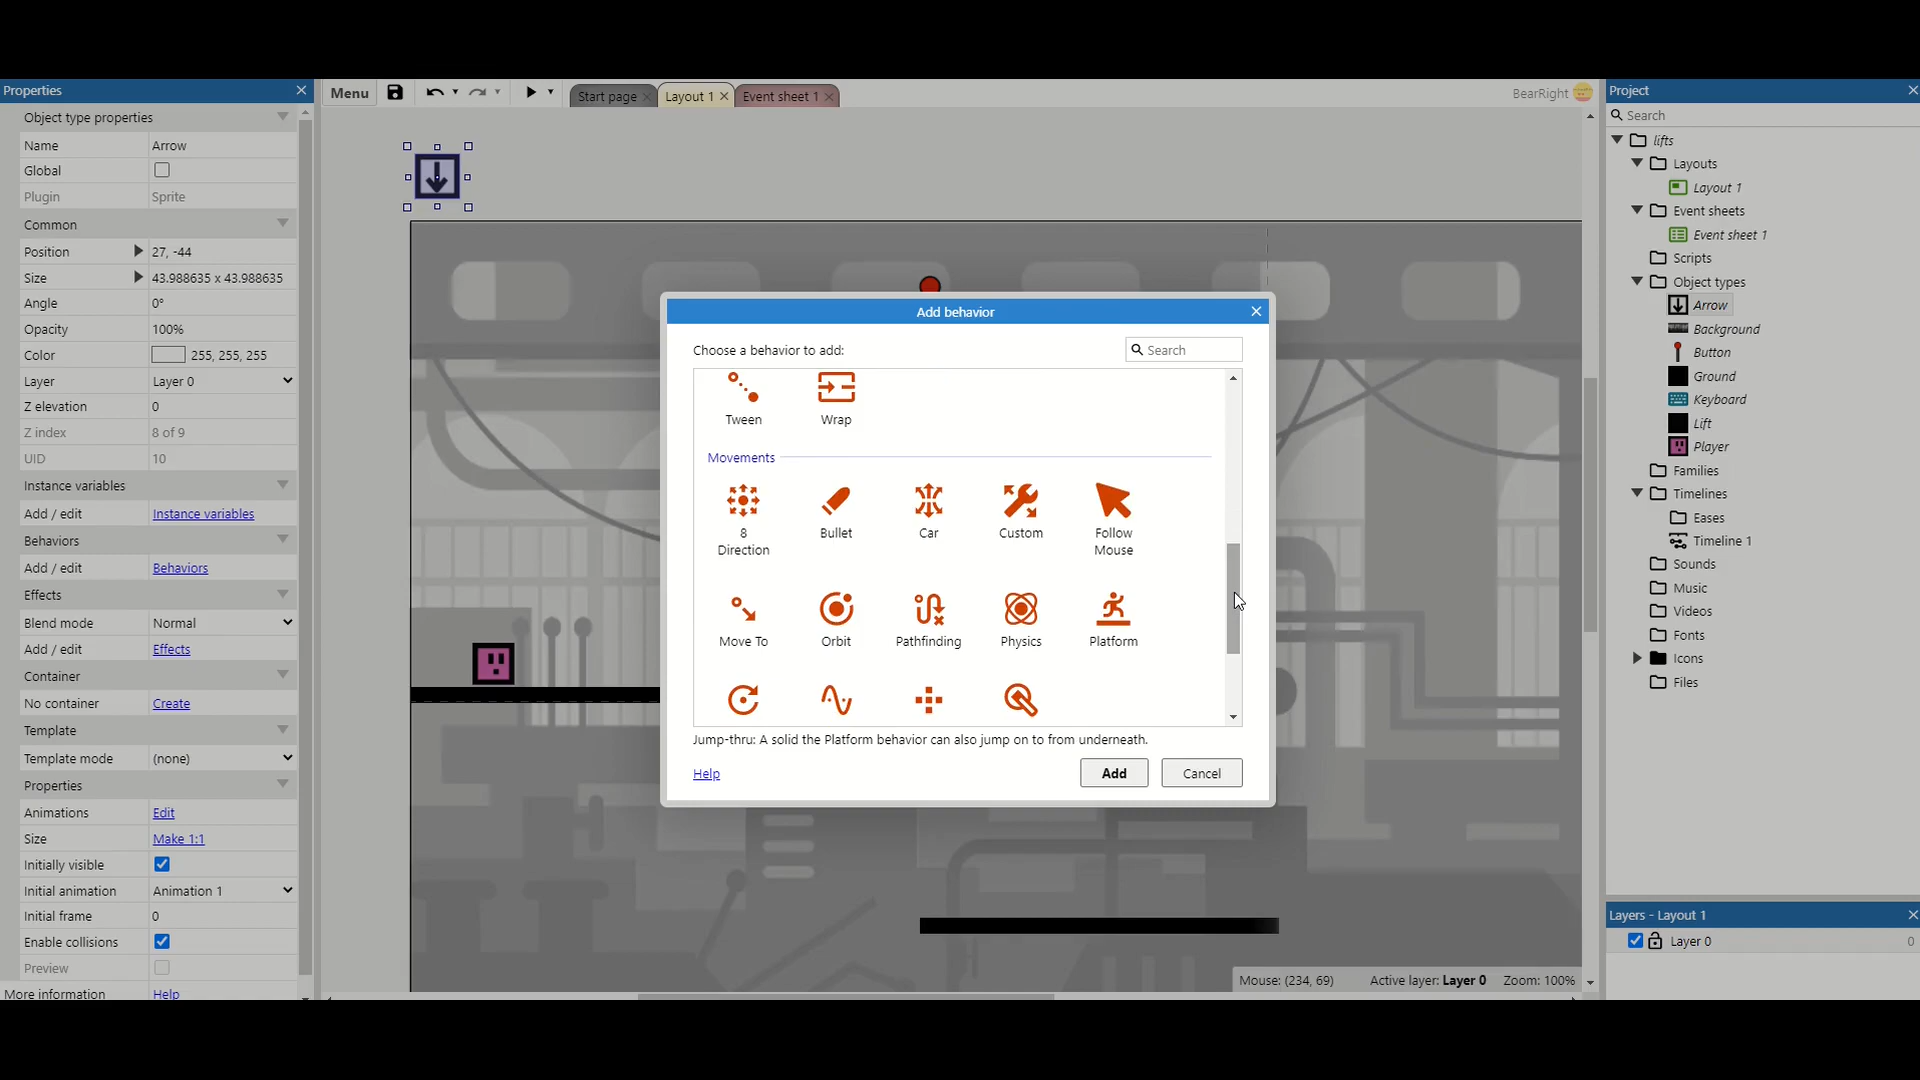 Properties
Object type properties
Name Arrow
Global
Plugin Sprite
Common
Position 27, -44
Size 43.988635 x 43.988635
Angle 0°
Opacity 100%
Color 255, 255, 255
Layer Layer 0
Z elevation 0
Z index 8 of 9
UID 10
Instance variables
Add / edit Instance variables
Behaviors
Add / edit Behaviors
Effects
Blend mode Normal
Add / edit Effects
Container
No container Create
Template
Template mode (none)
Properties
Animations Edit
Size Make 1:1
Initially visible
Initial animation Animation 1
Initial frame 0
Enable collisions
Preview
More information Help
Menu
Start page
Layout 1
Event sheet 1
BearRight
Add behavior
Choose a behavior to add:
Search
Tween Wrap
Movements
8 Direction
Bullet
Car
Custom
Follow Mouse
Move To Orbit Pathfinding Physics Platform
Jump-thru: A solid the Platform behavior can also jump on to from underneath.
Help
Add
Cancel
Mouse: (234, 69) Active layer: Layer 0 Zoom: 100%
Project
Search
lifts
Layouts
Layout 1
Event sheets
Event sheet 1
Scripts
Object types
Arrow
Background
Button
Ground
Keyboard
Lift
Player
Families
Timelines
Eases
Timeline 1
Sounds
Music
Videos
Fonts
Icons
Files
Layers - Layout 1
Layer 0 0